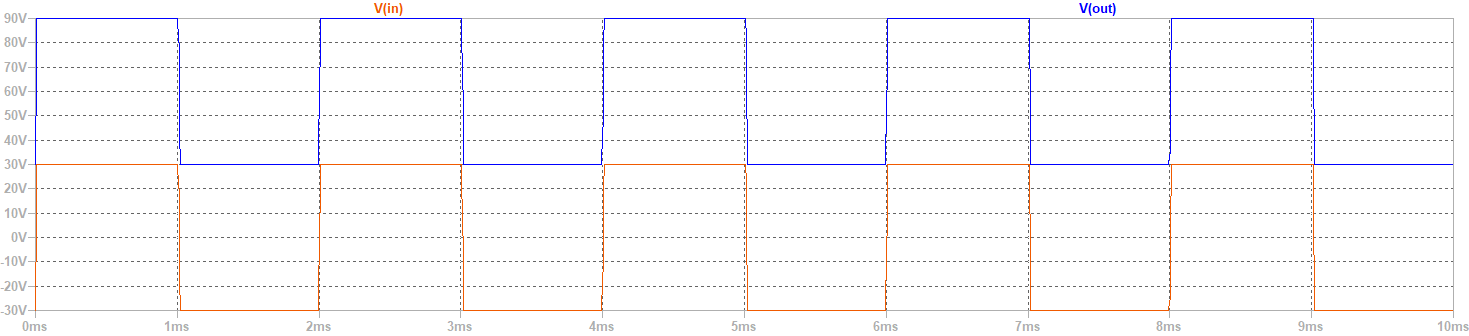 V(in) V(out)
90V
80V
70V
60V
50V
40V
30V
20V
10V
0V
-10V
-20V
-30V
0ms 1ms 2ms 3ms 4ms 5ms 6ms 7ms 8ms 9ms 10ms